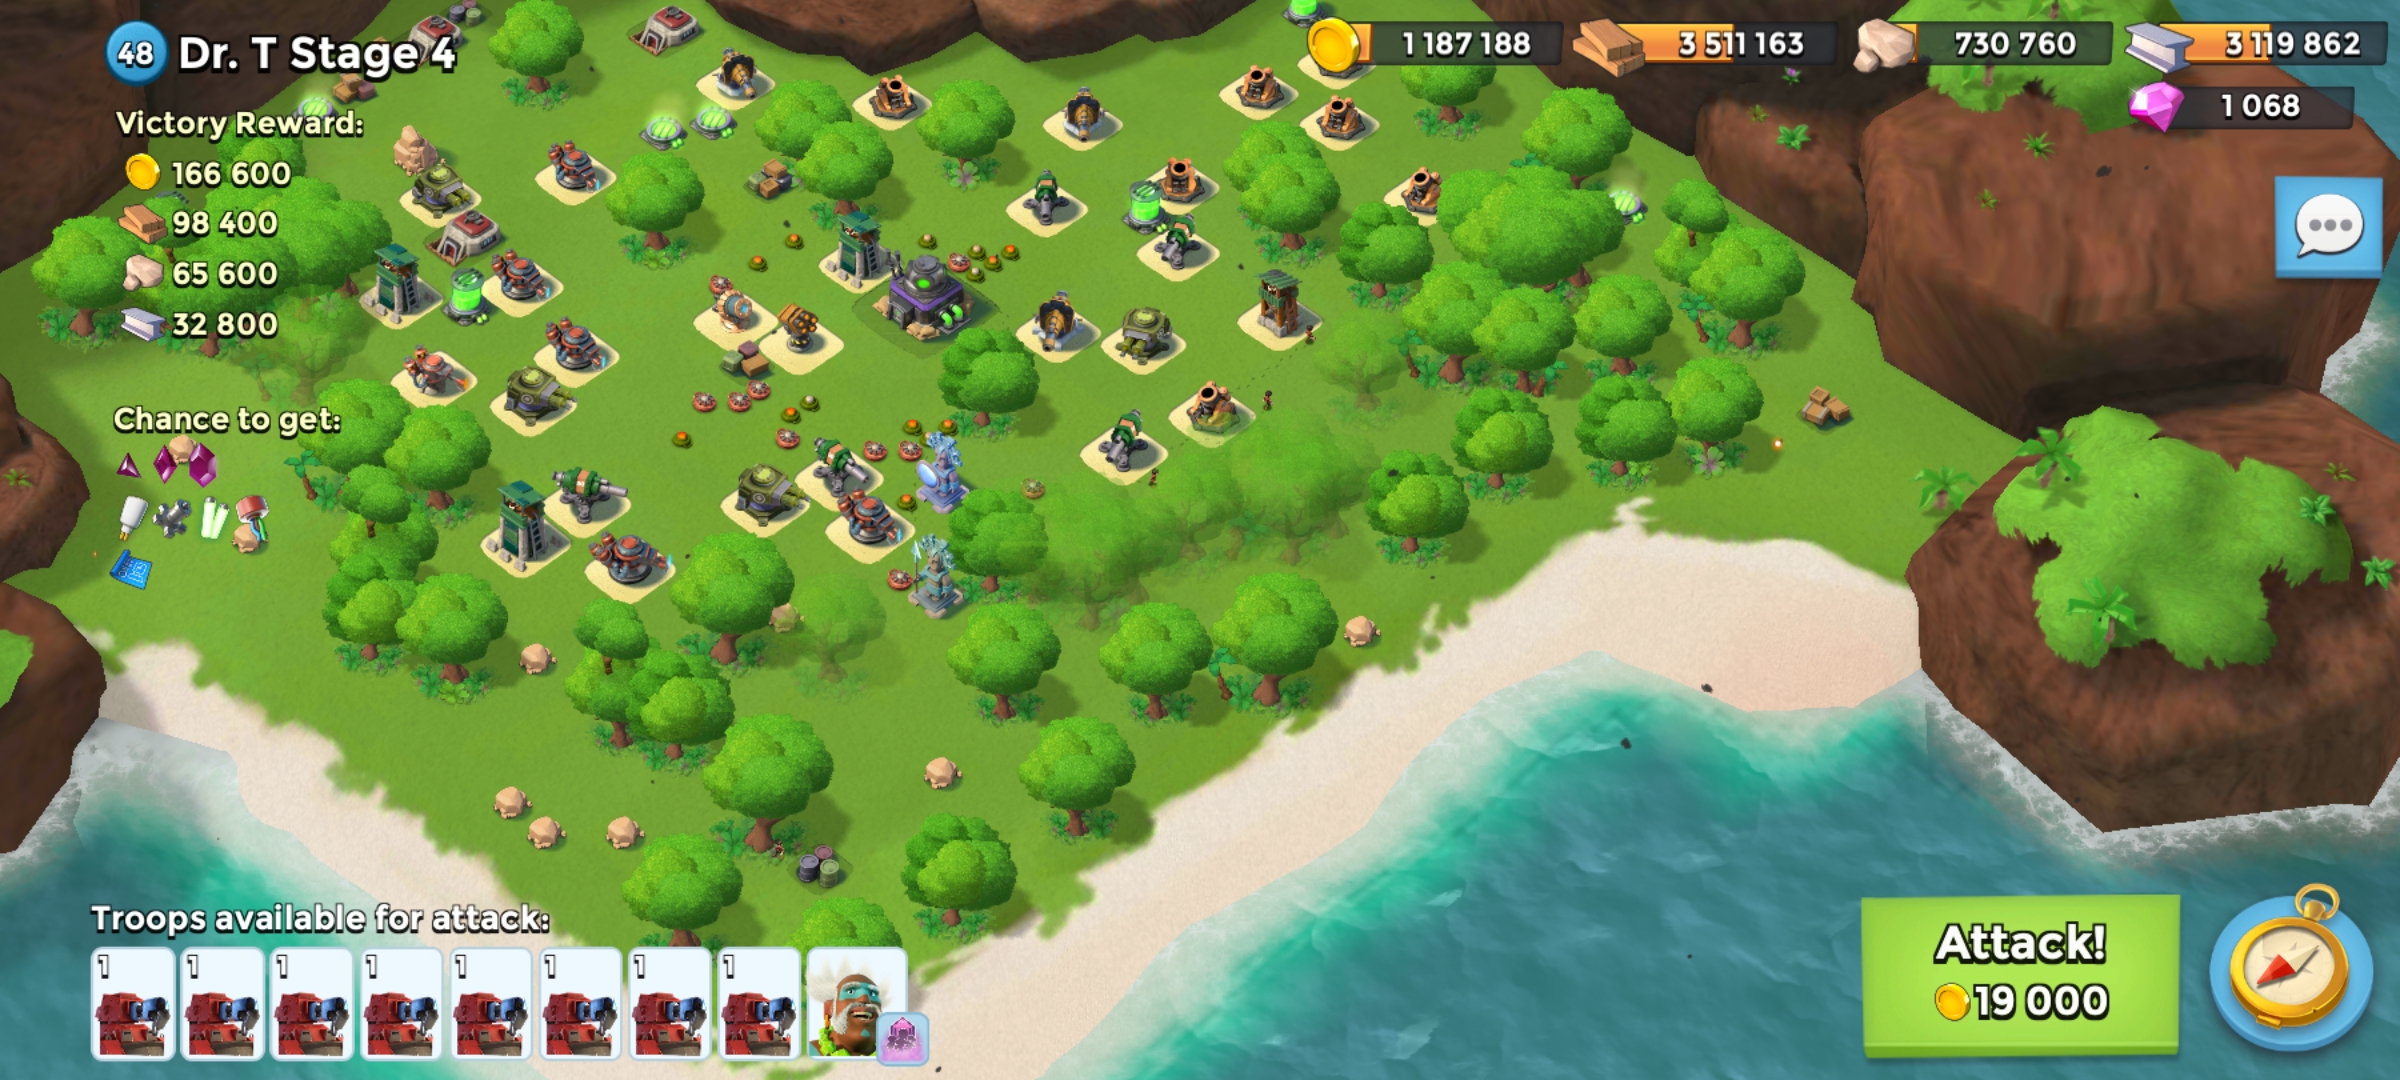 48 Dr. T Stage 4
1 187 188
3 511 163
730 760
3 119 862
1 068
Victory Reward:
166 600
98 400
65 600
32 800
Chance to get:
Troops available for attack:
1 1 1 1 1 1 1 1
Attack!
19 000